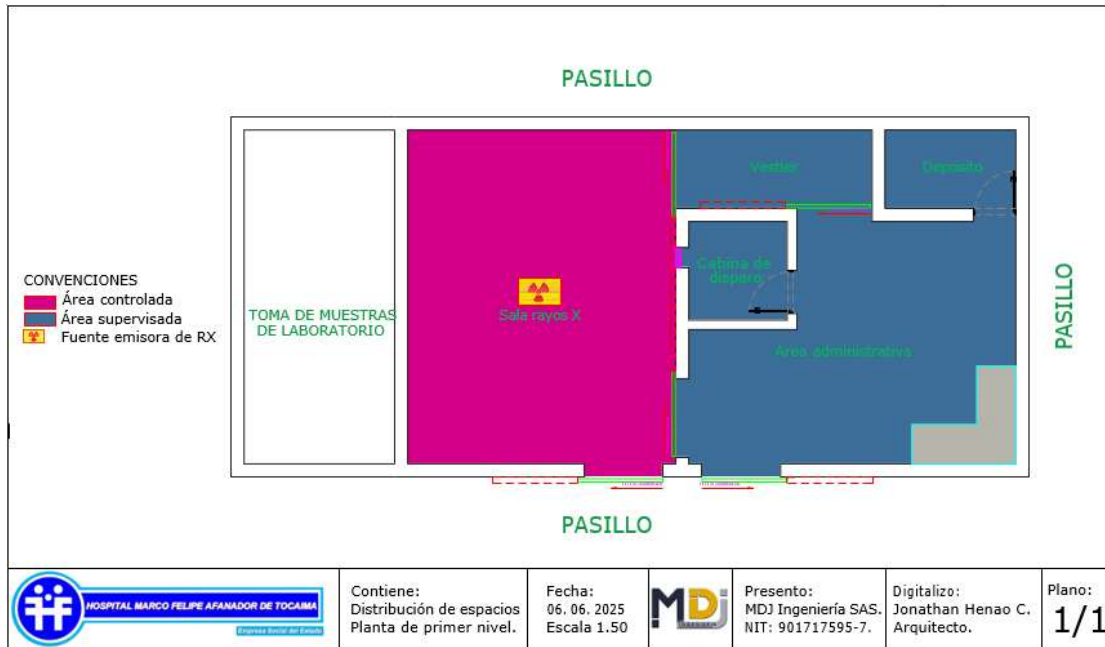 PASILLO
Vestier
Deposito
Cabina de
disparo
CONVENCIONES
Área controlada
Área supervisada
Fuente emisora de RX
TOMA DE MUESTRAS
DE LABORATORIO
Sala rayos X
Area administrativa
PASILLO
PASILLO
HOSPITAL MARCO FELIPE AFANADOR DE TOCAIMA
Empresa Social del Estado
Contiene:
Distribución de espacios
Planta de primer nivel.
Fecha:
06. 06. 2025
Escala 1.50
MDJ
Presento:
MDJ Ingeniería SAS.
NIT: 901717595-7.
Digitalizo:
Jonathan Henao C.
Arquitecto.
Plano:
1/1